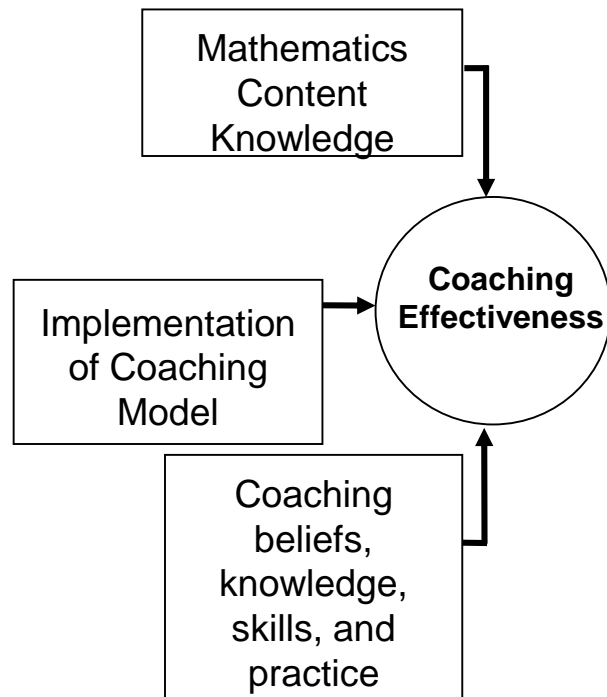 Mathematics
Content
Knowledge
Coaching
Effectiveness
Implementation
of Coaching
Model
Coaching
beliefs,
knowledge,
skills, and
practice